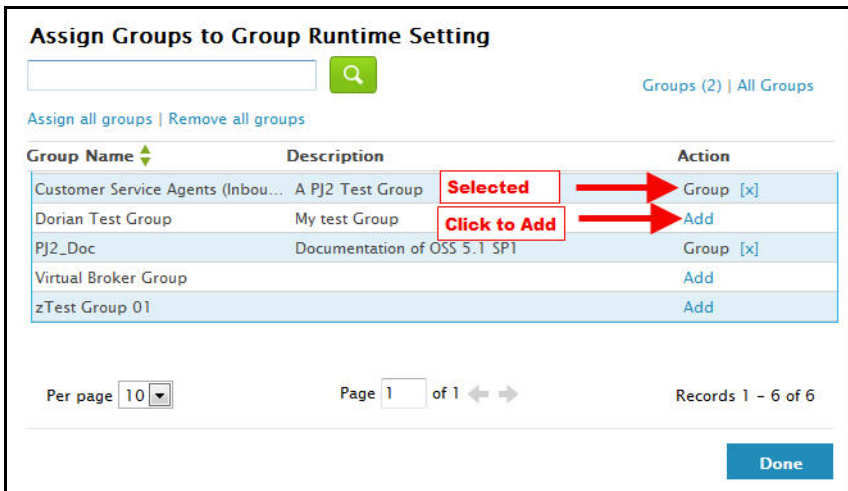 Assign Groups to Group Runtime Setting
Groups (2) | All Groups
Assign all groups | Remove all groups
Group Name Description Action
Customer Service Agents (Inbou... A PJ2 Test Group Selected Group [x]
Dorian Test Group My test Group Click to Add Add
PJ2_Doc Documentation of OSS 5.1 SP1 Group [x]
Virtual Broker Group Add
zTest Group 01 Add
Per page 10 Page 1 of 1 Records 1 – 6 of 6
Done